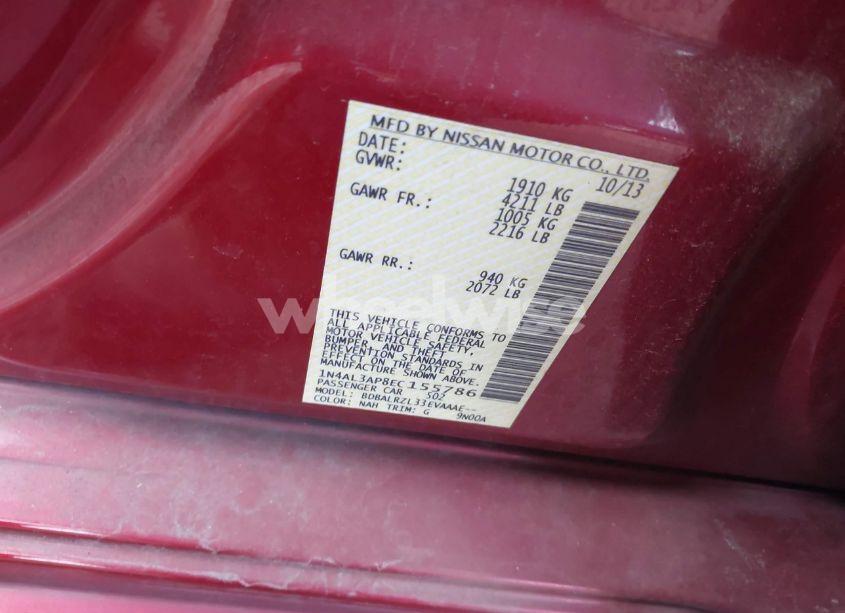 MFD BY NISSAN MOTOR CO., LTD.
DATE: 10/13
GVWR: 1910 KG
4211 LB
GAWR FR.: 1005 KG
2216 LB
GAWR RR.: 940 KG
2072 LB
THIS VEHICLE CONFORMS TO
ALL APPLICABLE FEDERAL
MOTOR VEHICLE SAFETY,
BUMPER, AND THEFT
PREVENTION STANDARDS IN
EFFECT ON THE DATE OF
MANUFACTURE SHOWN ABOVE.
1N4AL3AP8EC155786
PASSENGER CAR S02
MODEL: BDBALRZL33EVAAAE--
COLOR: NAH TRIM: G 9N00A